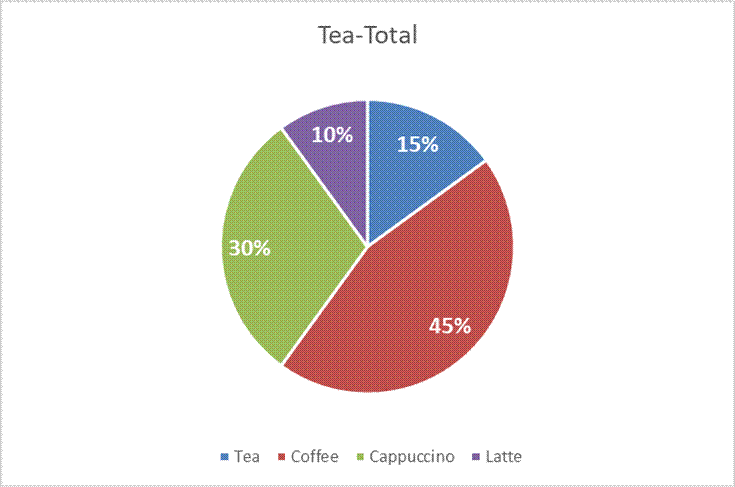 Tea-Total
10%
15%
30%
45%
Tea Coffee Cappuccino Latte